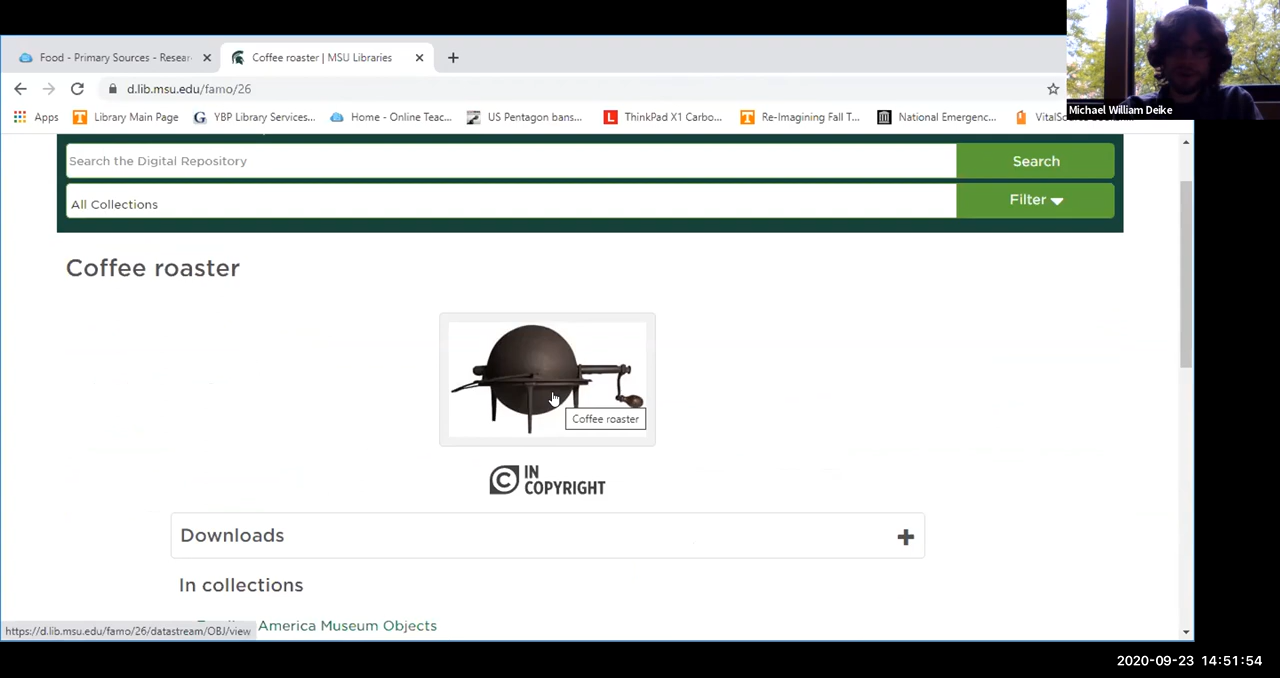 Food - Primary Sources - Resear
Coffee roaster | MSU Libraries
d.lib.msu.edu/famo/26
Apps
Library Main Page
YBP Library Services...
Home - Online Teac...
US Pentagon bans...
ThinkPad X1 Carbo...
Re-Imagining Fall T...
National Emergenc...
Michael William Deike
Search the Digital Repository
Search
All Collections
Filter
Coffee roaster
Coffee roaster
IN
COPYRIGHT
Downloads
In collections
America Museum Objects
https://d.lib.msu.edu/famo/26/datastream/OBJ/view
2020-09-23 14:51:54